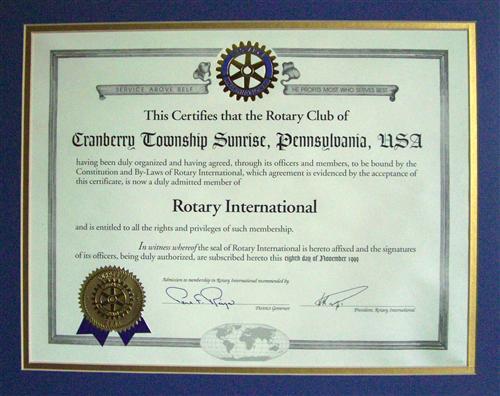 SERVICE ABOVE SELF
HE PROFITS MOST WHO SERVES BEST
This Certifies that the Rotary Club of
Cranberry Township Sunrise, Pennsylvania, USA
having been duly organized and having agreed, through its officers and members, to be bound by the
Constitution and By-Laws of Rotary International, which agreement is evidenced by the acceptance of
this certificate, is now a duly admitted member of
Rotary International
and is entitled to all the rights and privileges of such membership.
In witness whereof the seal of Rotary International is hereto affixed and the signatures
of its officers, being duly authorized, are subscribed hereto this eighth day of November 1999
Admission to membership in Rotary International recommended by
District Governor
President, Rotary International